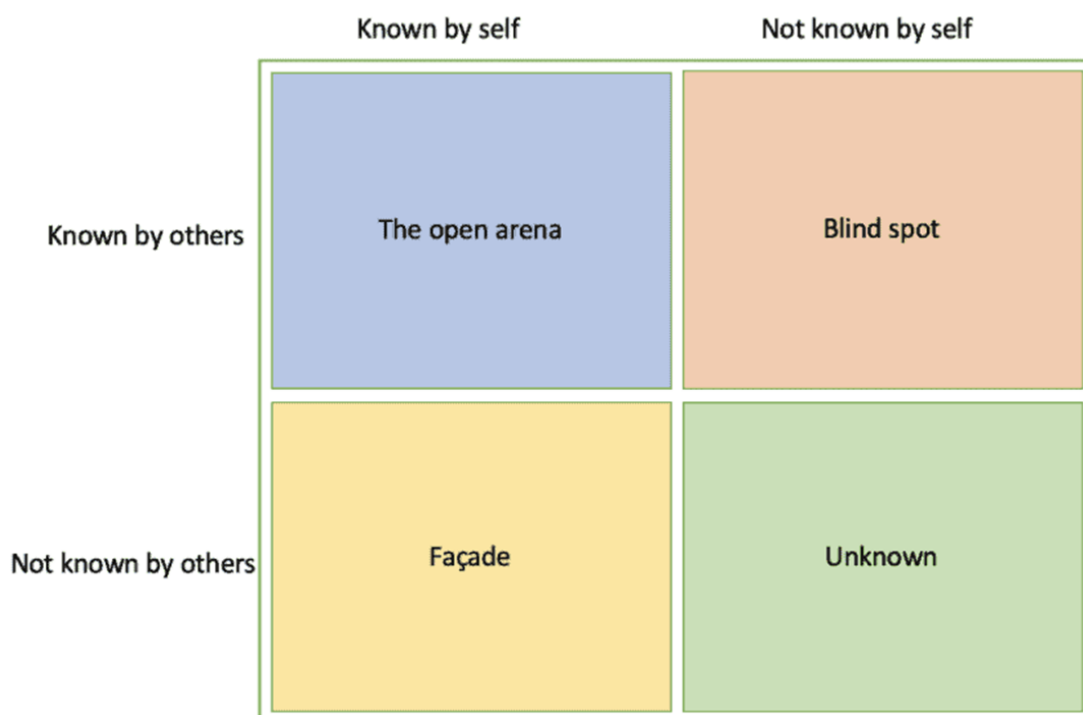 Known by self
Not known by self
Known by others
The open arena
Blind spot
Not known by others
Façade
Unknown